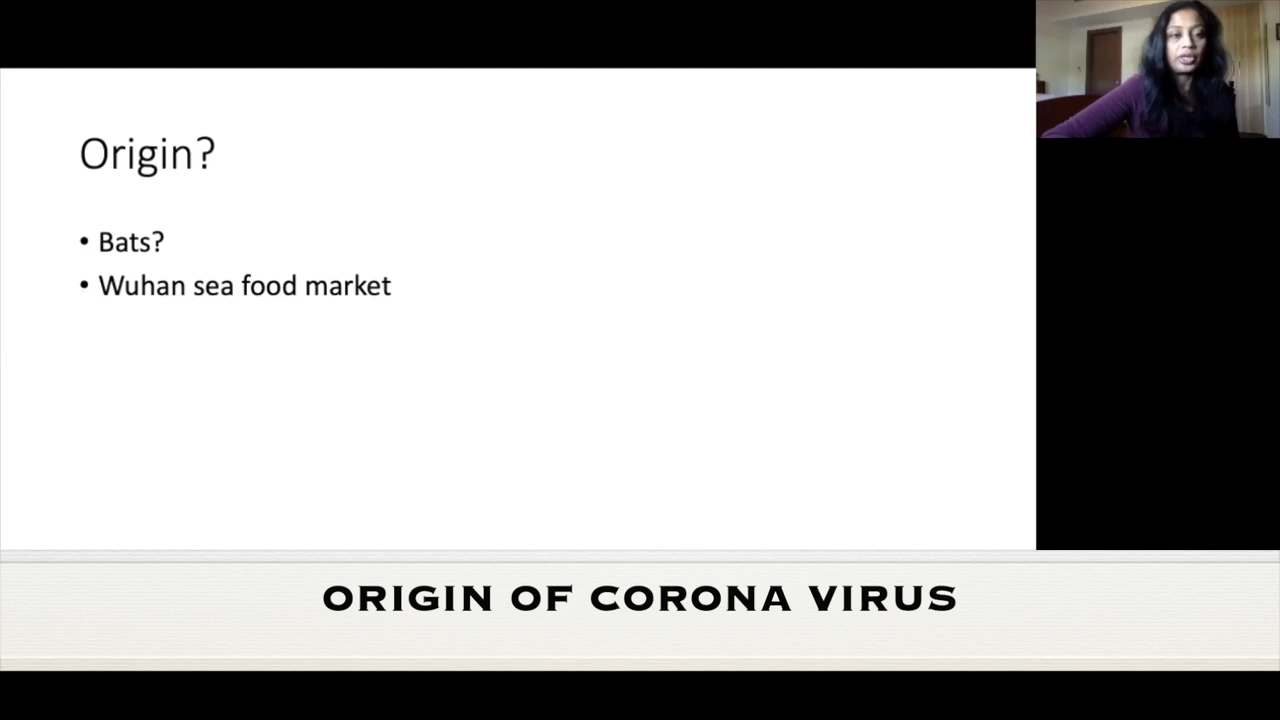 Origin?
• Bats?
• Wuhan sea food market
ORIGIN OF CORONA VIRUS